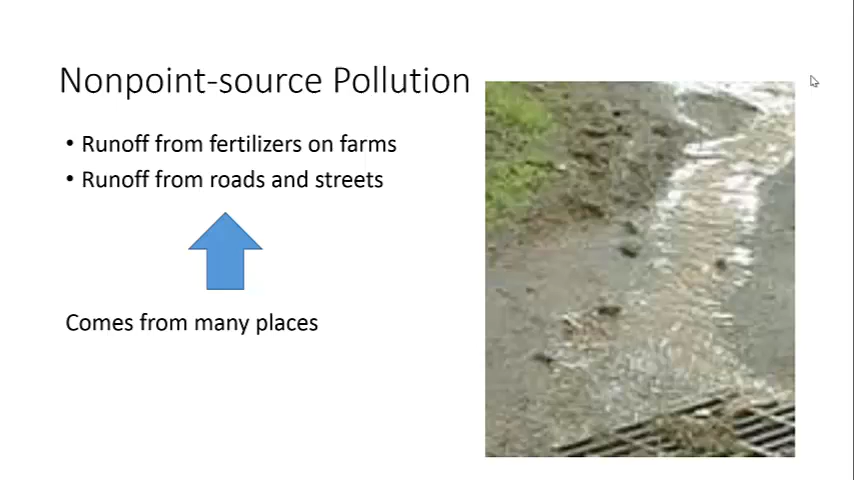 Nonpoint-source Pollution
• Runoff from fertilizers on farms
• Runoff from roads and streets
Comes from many places